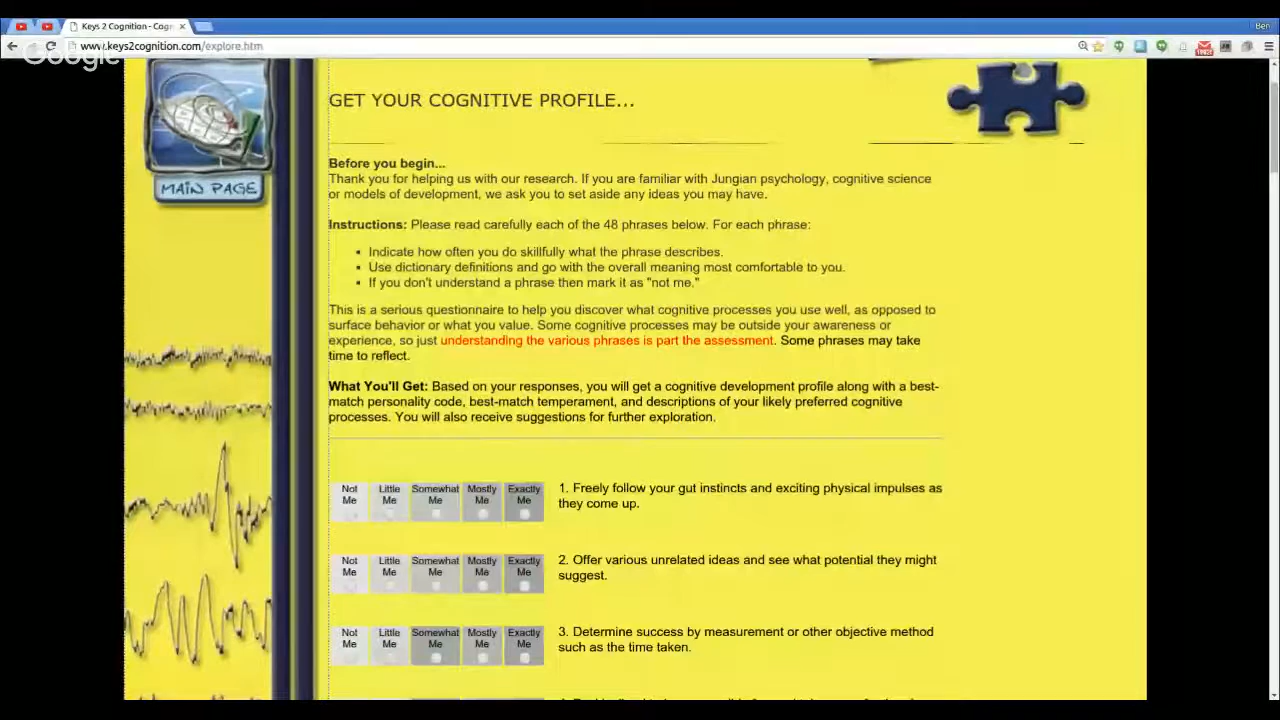 Keys 2 Cognition - Cog
Ben
www.keys2cognition.com/explore.htm
Google
GET YOUR COGNITIVE PROFILE...
MAIN PAGE
Before you begin...
Thank you for helping us with our research. If you are familiar with Jungian psychology, cognitive science
or models of development, we ask you to set aside any ideas you may have.
Instructions: Please read carefully each of the 48 phrases below. For each phrase:
Indicate how often you do skillfully what the phrase describes.
Use dictionary definitions and go with the overall meaning most comfortable to you.
If you don't understand a phrase then mark it as "not me."
This is a serious questionnaire to help you discover what cognitive processes you use well, as opposed to
surface behavior or what you value. Some cognitive processes may be outside your awareness or
experience, so just understanding the various phrases is part the assessment. Some phrases may take
time to reflect.
What You'll Get: Based on your responses, you will get a cognitive development profile along with a best-
match personality code, best-match temperament, and descriptions of your likely preferred cognitive
processes. You will also receive suggestions for further exploration.
Not Me Little Me Somewhat Me Mostly Me Exactly Me
1. Freely follow your gut instincts and exciting physical impulses as
they come up.
Not Me Little Me Somewhat Me Mostly Me Exactly Me
2. Offer various unrelated ideas and see what potential they might
suggest.
Not Me Little Me Somewhat Me Mostly Me Exactly Me
3. Determine success by measurement or other objective method
such as the time taken.